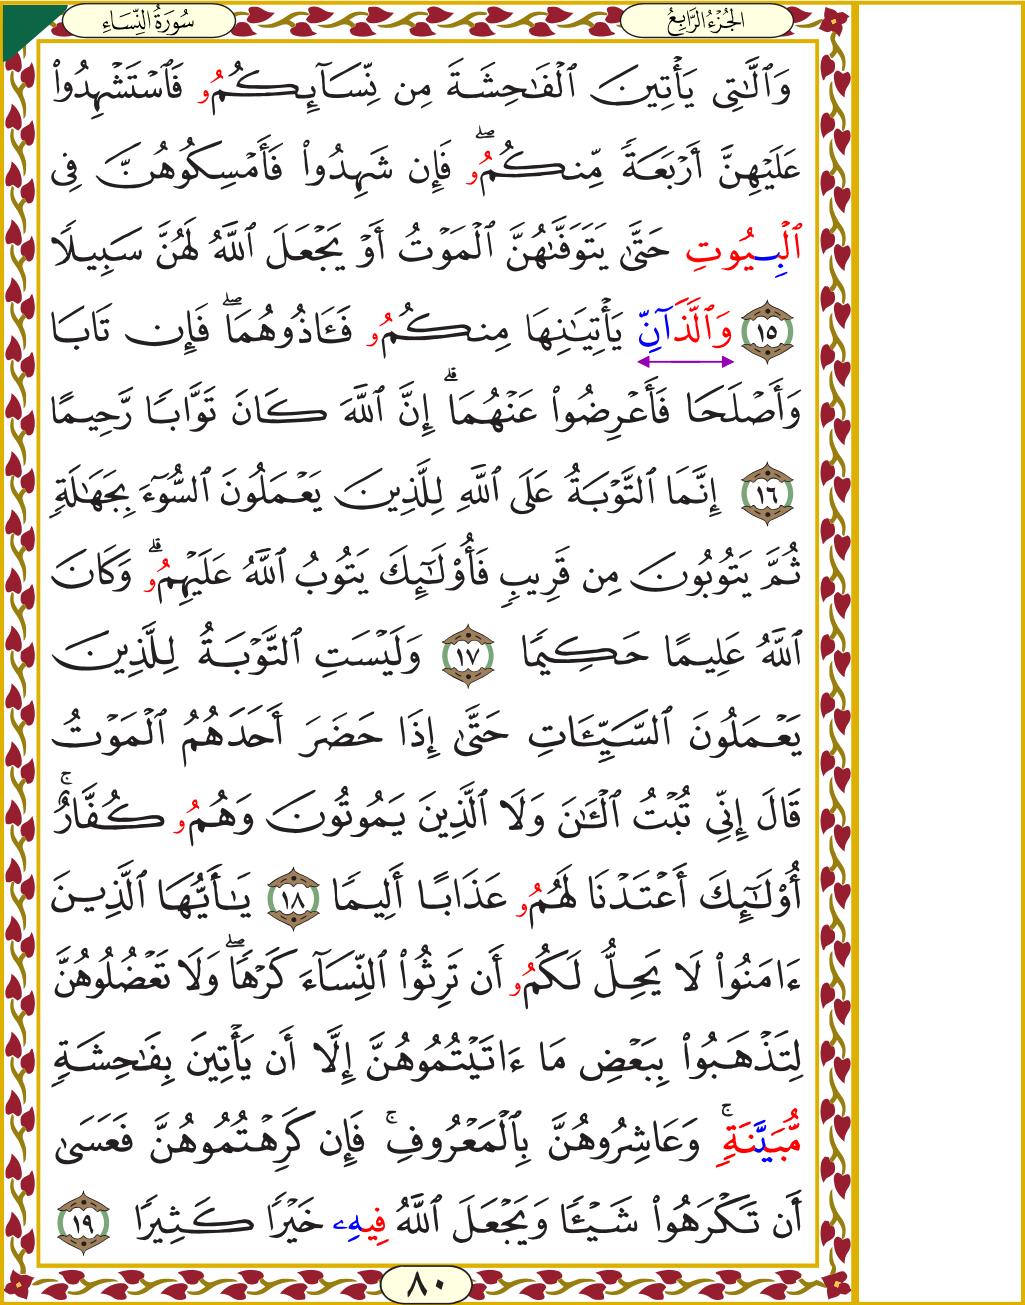 الجُزْءُ الرَّابِعُ
سُورَةُ النِّسَاءِ
وَٱلَّٰتِى يَأۡتِينَ ٱلۡفَٰحِشَةَ مِن نِّسَآئِكُمُۥ فَٱسۡتَشۡهِدُواْ
عَلَيۡهِنَّ أَرۡبَعَةٗ مِّنكُمُۥۖ فَإِن شَهِدُواْ فَأَمۡسِكُوهُنَّ فِى
ٱلۡبِيُوتِ حَتَّىٰ يَتَوَفَّىٰهُنَّ ٱلۡمَوۡتُ أَوۡ يَجۡعَلَ ٱللَّهُ لَهُنَّ سَبِيلٗا
١٥ وَٱلَّذَآنِّ يَأۡتِيَٰنِهَا مِنكُمُۥ فَـَٔاذُوهُمَاۖ فَإِن تَابَا
وَأَصۡلَحَا فَأَعۡرِضُواْ عَنۡهُمَاۗ إِنَّ ٱللَّهَ كَانَ تَوَّابٗا رَّحِيمًا
١٦ إِنَّمَا ٱلتَّوۡبَةُ عَلَى ٱللَّهِ لِلَّذِينَ يَعۡمَلُونَ ٱلسُّوٓءَ بِجَهَٰلَةٖ
ثُمَّ يَتُوبُونَ مِن قَرِيبٖ فَأُوْلَٰٓئِكَ يَتُوبُ ٱللَّهُ عَلَيۡهِمُۥۗ وَكَانَ
ٱللَّهُ عَلِيمًا حَكِيمٗا ١٧ وَلَيۡسَتِ ٱلتَّوۡبَةُ لِلَّذِينَ
يَعۡمَلُونَ ٱلسَّيِّـَٔاتِ حَتَّىٰ إِذَا حَضَرَ أَحَدَهُمُ ٱلۡمَوۡتُ
قَالَ إِنِّى تُبۡتُ ٱلۡـَٰٔنَ وَلَا ٱلَّذِينَ يَمُوتُونَ وَهُمُۥ كُفَّارٌۚ
أُوْلَٰٓئِكَ أَعۡتَدۡنَا لَهُمُۥ عَذَابًا أَلِيمٗا ١٨ يَٰٓأَيُّهَا ٱلَّذِينَ
ءَامَنُواْ لَا يَحِلُّ لَكُمُۥ أَن تَرِثُواْ ٱلنِّسَآءَ كَرۡهٗاۖ وَلَا تَعۡضُلُوهُنَّ
لِتَذۡهَبُواْ بِبَعۡضِ مَا ءَاتَيۡتُمُوهُنَّ إِلَّا أَن يَأۡتِينَ بِفَٰحِشَةٖ
مُّبَيَّنَةٖۚ وَعَاشِرُوهُنَّ بِٱلۡمَعۡرُوفِۚ فَإِن كَرِهۡتُمُوهُنَّ فَعَسَىٰٓ
أَن تَكۡرَهُواْ شَيۡـٔٗا وَيَجۡعَلَ ٱللَّهُ فِيهِۦ خَيۡرٗا كَثِيرٗا ١٩
٨٠